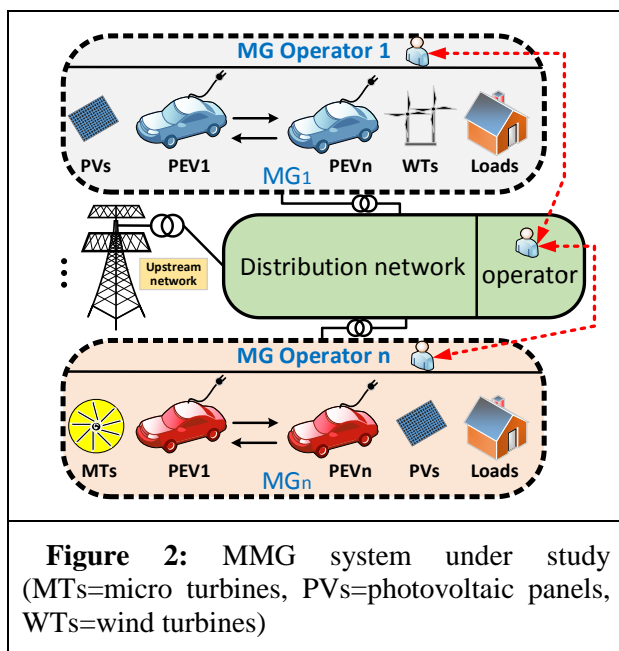 MG Operator 1
PVs PEV1 PEVn WTs Loads
MG1
Distribution network operator
Upstream
network
MG Operator n
MTs PEV1 PEVn PVs Loads
MGn
Figure 2: MMG system under study
(MTs=micro turbines, PVs=photovoltaic panels,
WTs=wind turbines)